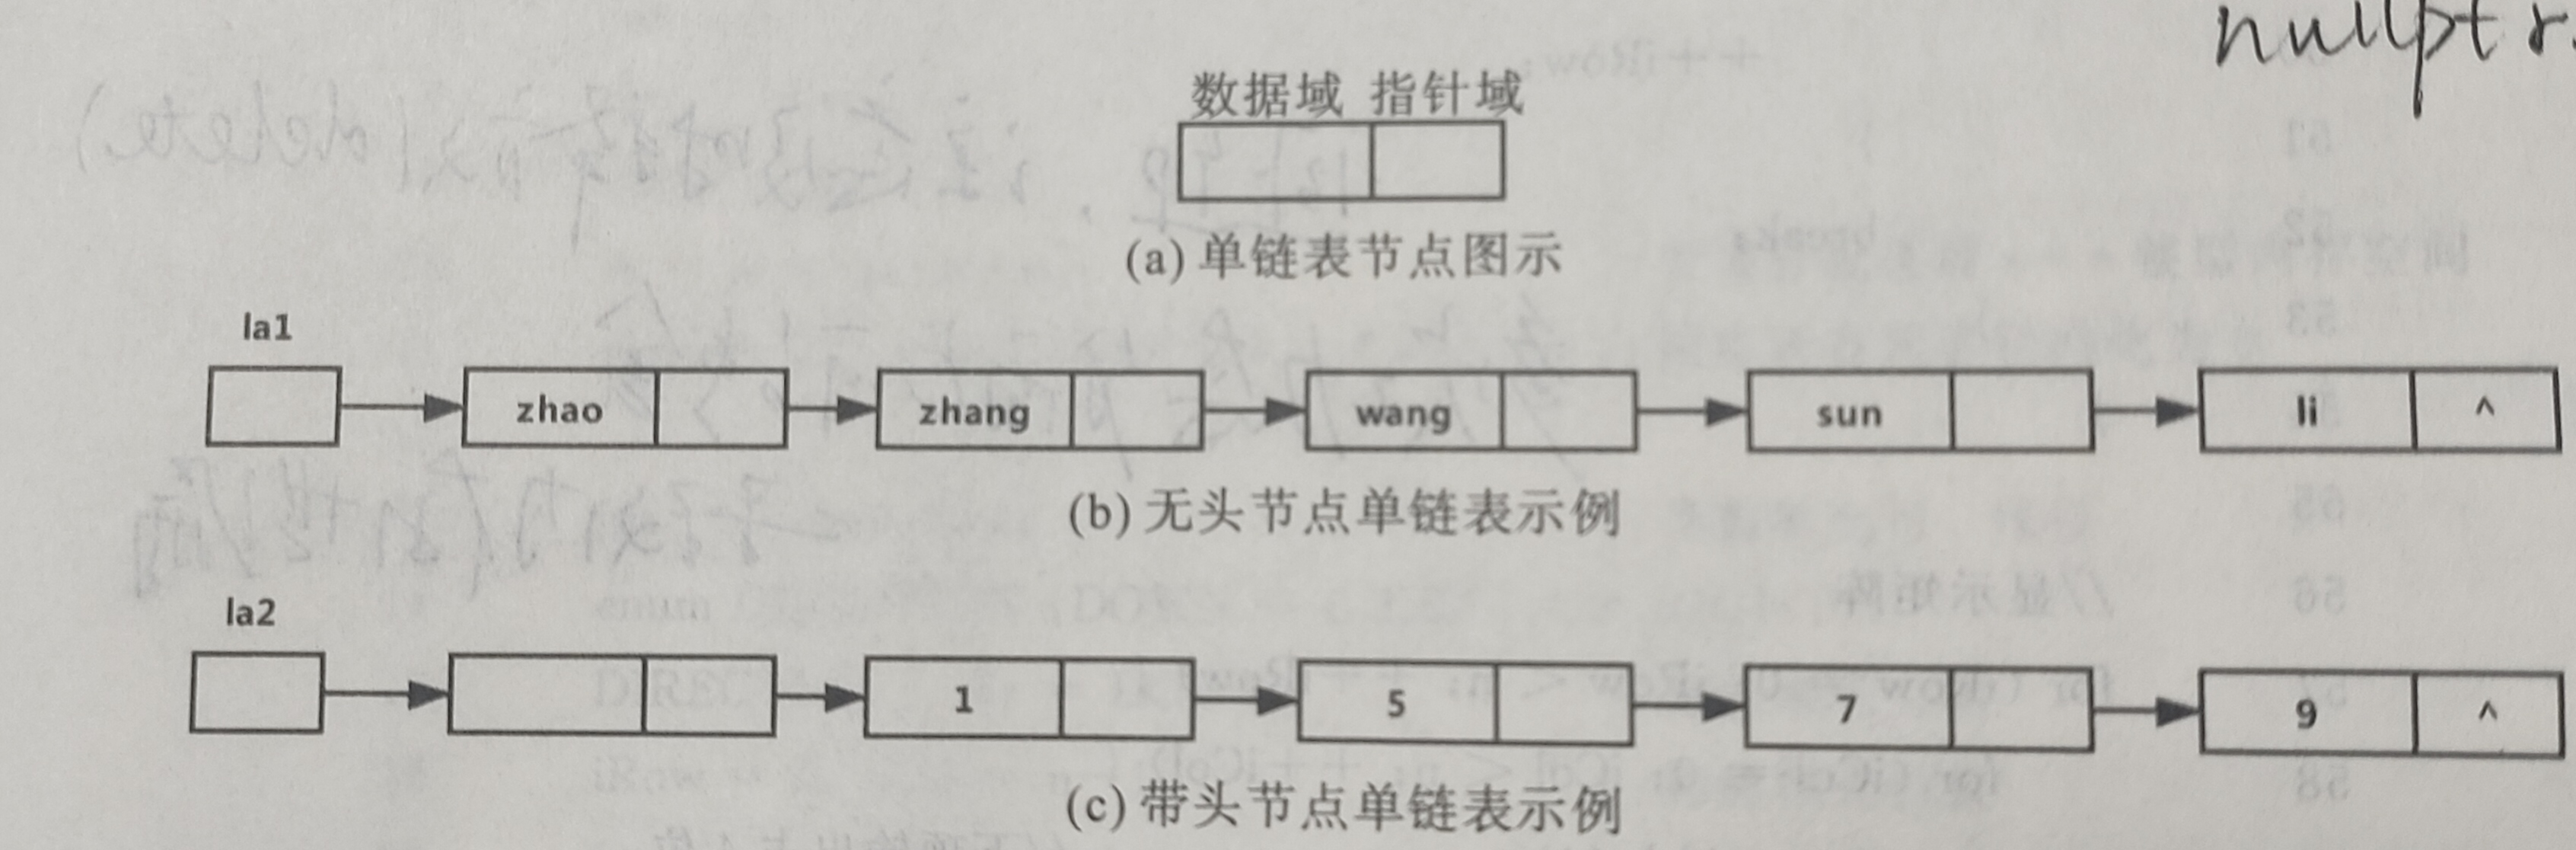 nullptr.
数据域 指针域
(a) 单链表节点图示
la1
zhao zhang wang sun li ^
(b) 无头节点单链表示例
la2
1 5 7 9 ^
(c) 带头节点单链表示例